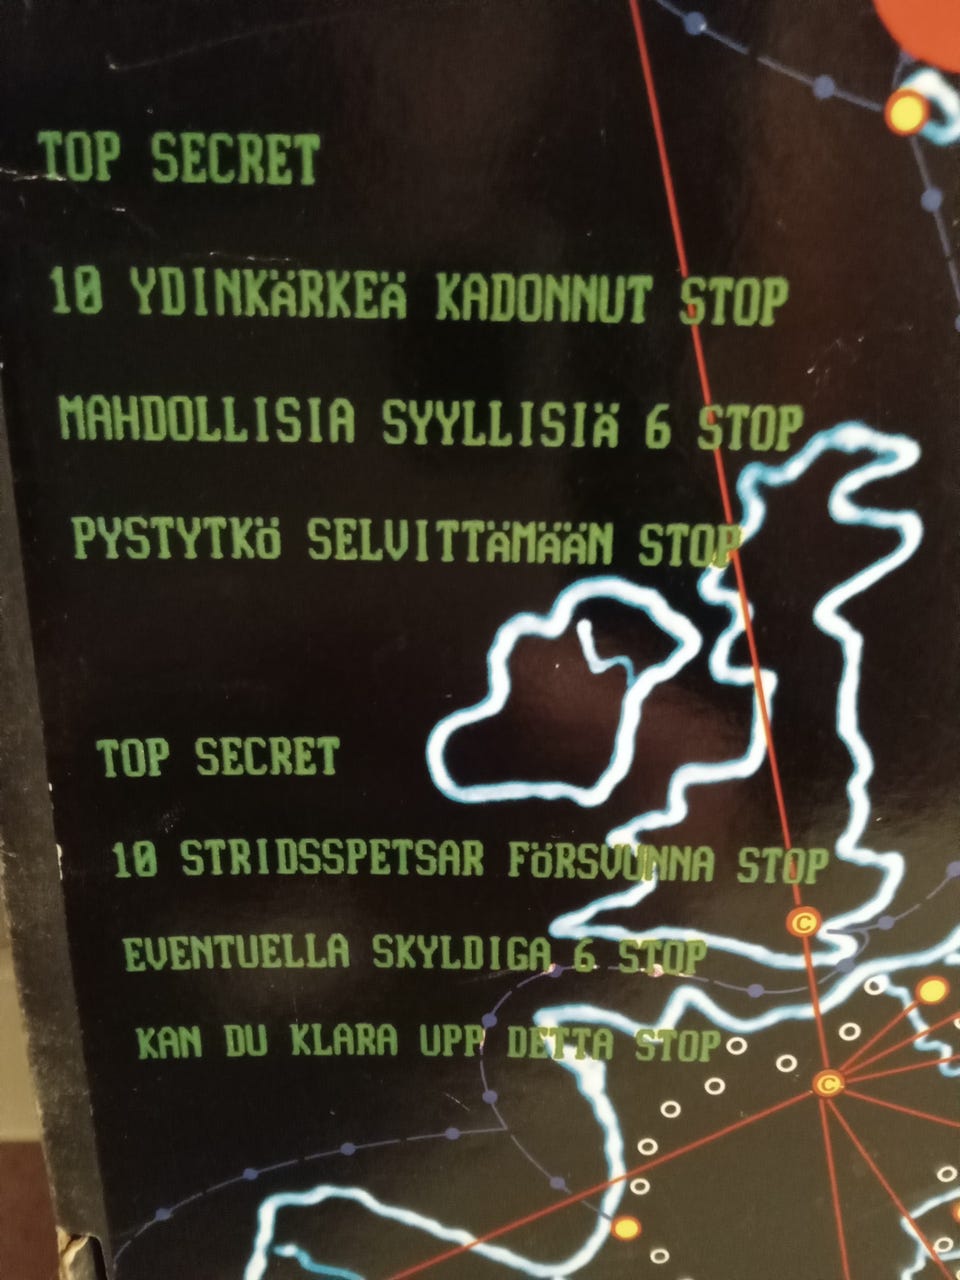 TOP SECRET
10 YDINKÄRKEÄ KADONNUT STOP
MAHDOLLISIA SYYLLISIÄ 6 STOP
PYSTYTKÖ SELVITTÄMÄÄN STOP
TOP SECRET
10 STRIDSSPETSAR FÖRSVUNNA STOP
EVENTUELLA SKYLDIGA 6 STOP
KAN DU KLARA UPP DETTA STOP
C
C